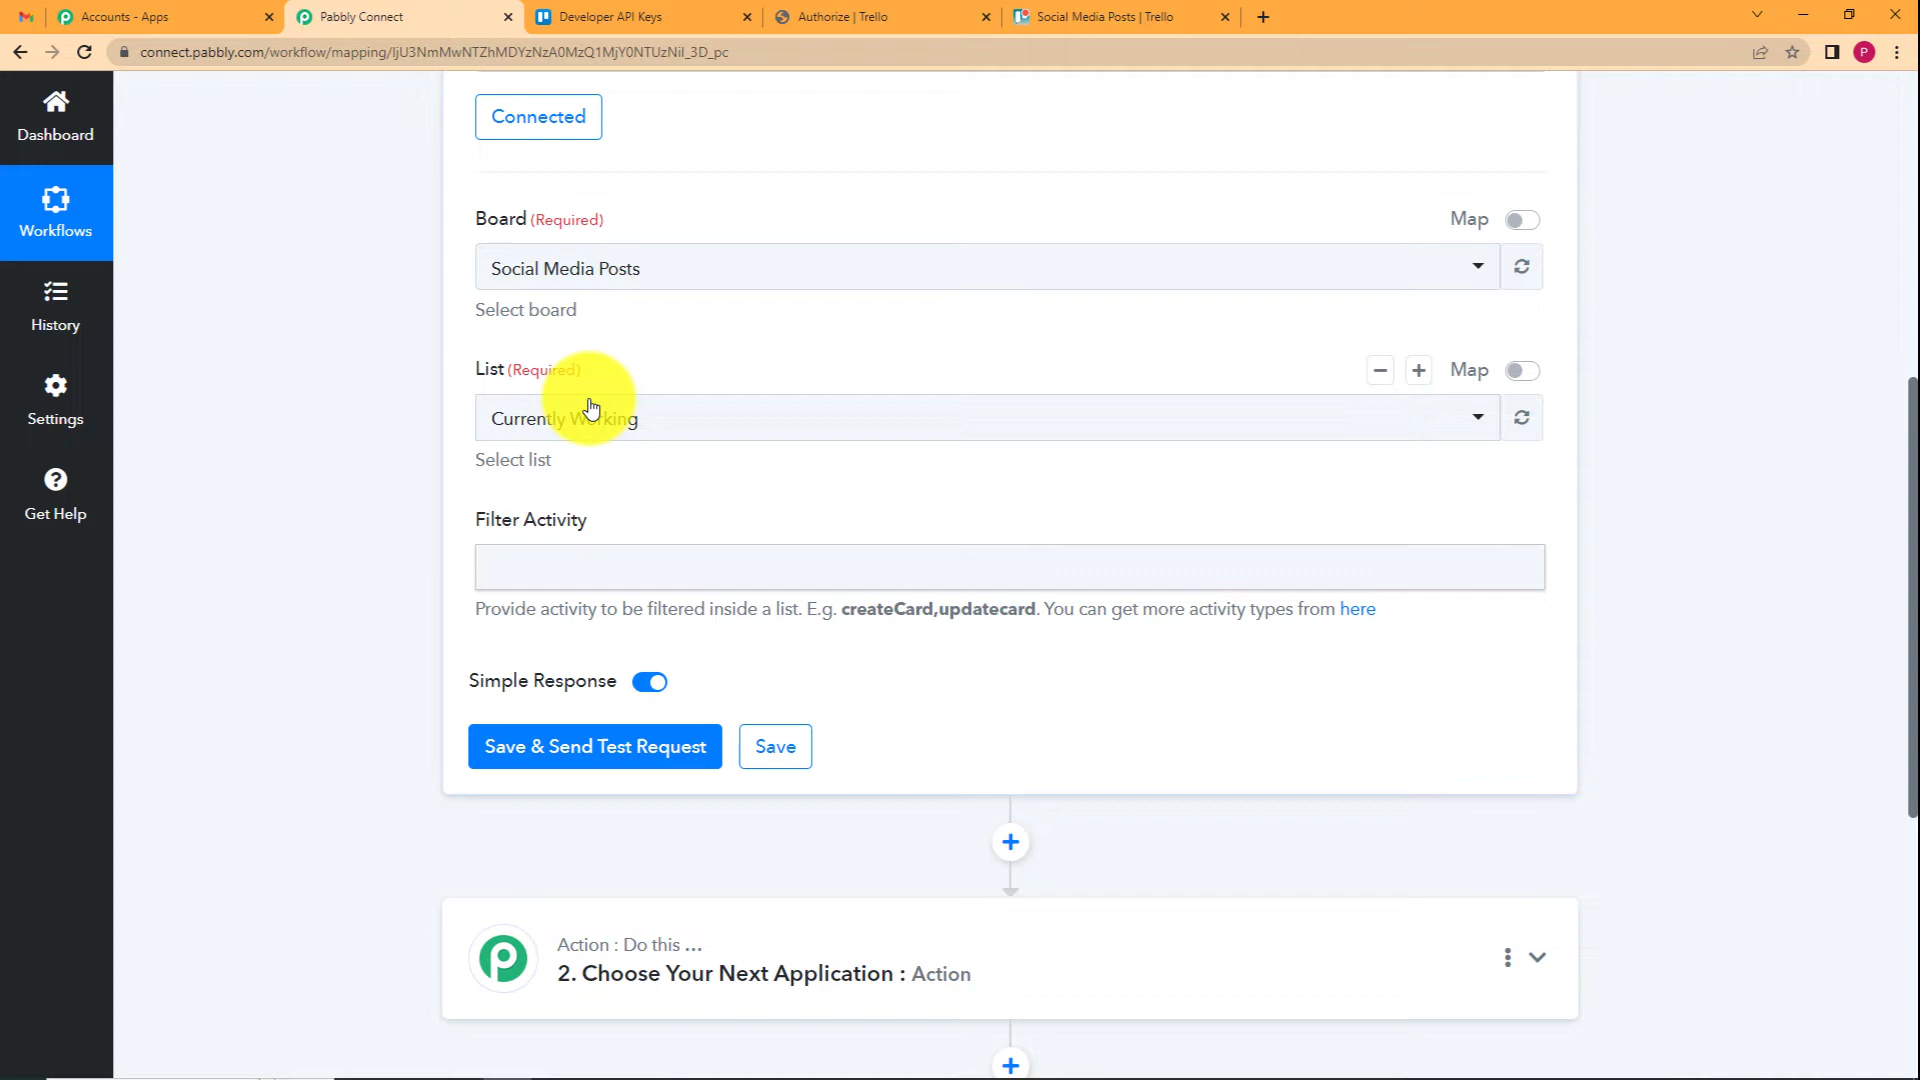 Accounts - Apps
Pabbly Connect
Developer API Keys
Authorize | Trello
Social Media Posts | Trello
connect.pabbly.com/workflow/mapping/IjU3NmMwNTZhMDYzNzA0MzQ1MjY0NTUzNiI_3D_pc
P
Dashboard
Workflows
History
Settings
Get Help
Connected
Board (Required)
Map
Social Media Posts
Select board
List (Required)
Map
Currently Working
Select list
Filter Activity
Provide activity to be filtered inside a list. E.g. createCard,updatecard. You can get more activity types from here
Simple Response
Save & Send Test Request
Save
Action : Do this ...
2. Choose Your Next Application : Action